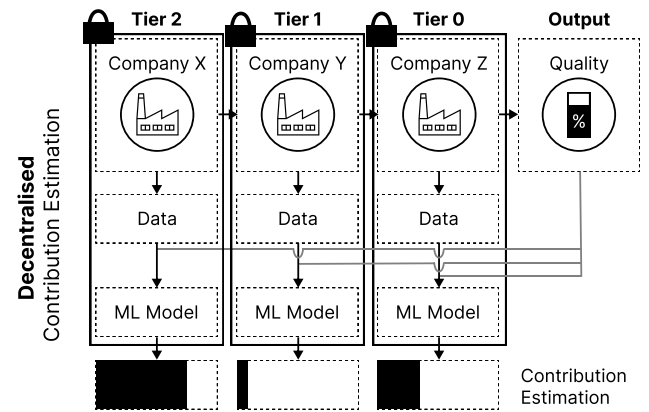 Tier 2
Tier 1
Tier 0
Output
Company X
Company Y
Company Z
Quality
%
Decentralised
Contribution Estimation
Data
Data
Data
ML Model
ML Model
ML Model
Contribution
Estimation